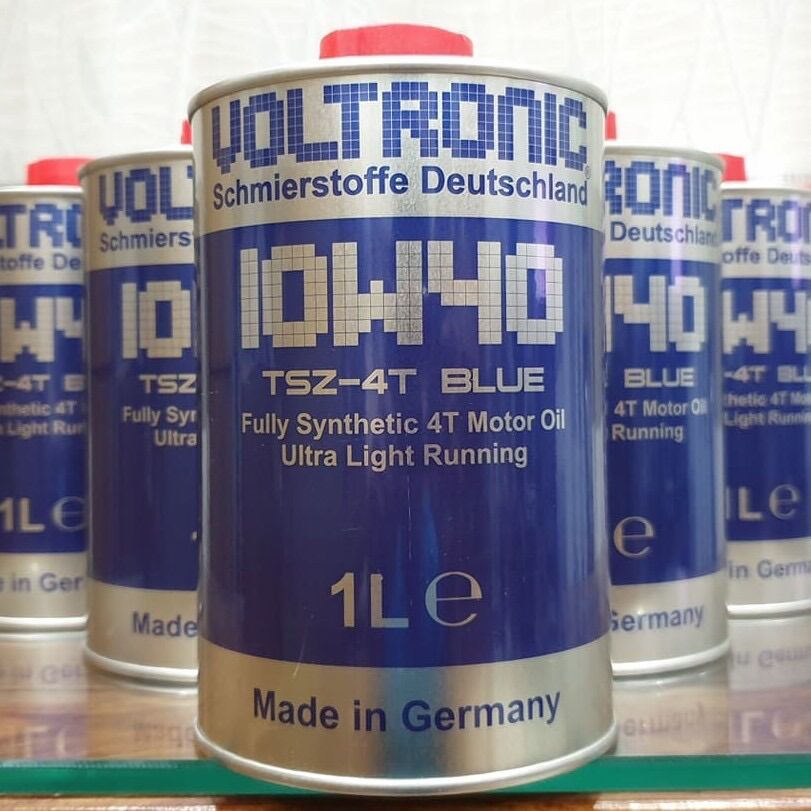 VOLTRONIC®
Schmierstoffe Deutschland
10W40
TSZ-4T BLUE
Fully Synthetic 4T Motor Oil
Ultra Light Running
1L ℮
Made in Germany